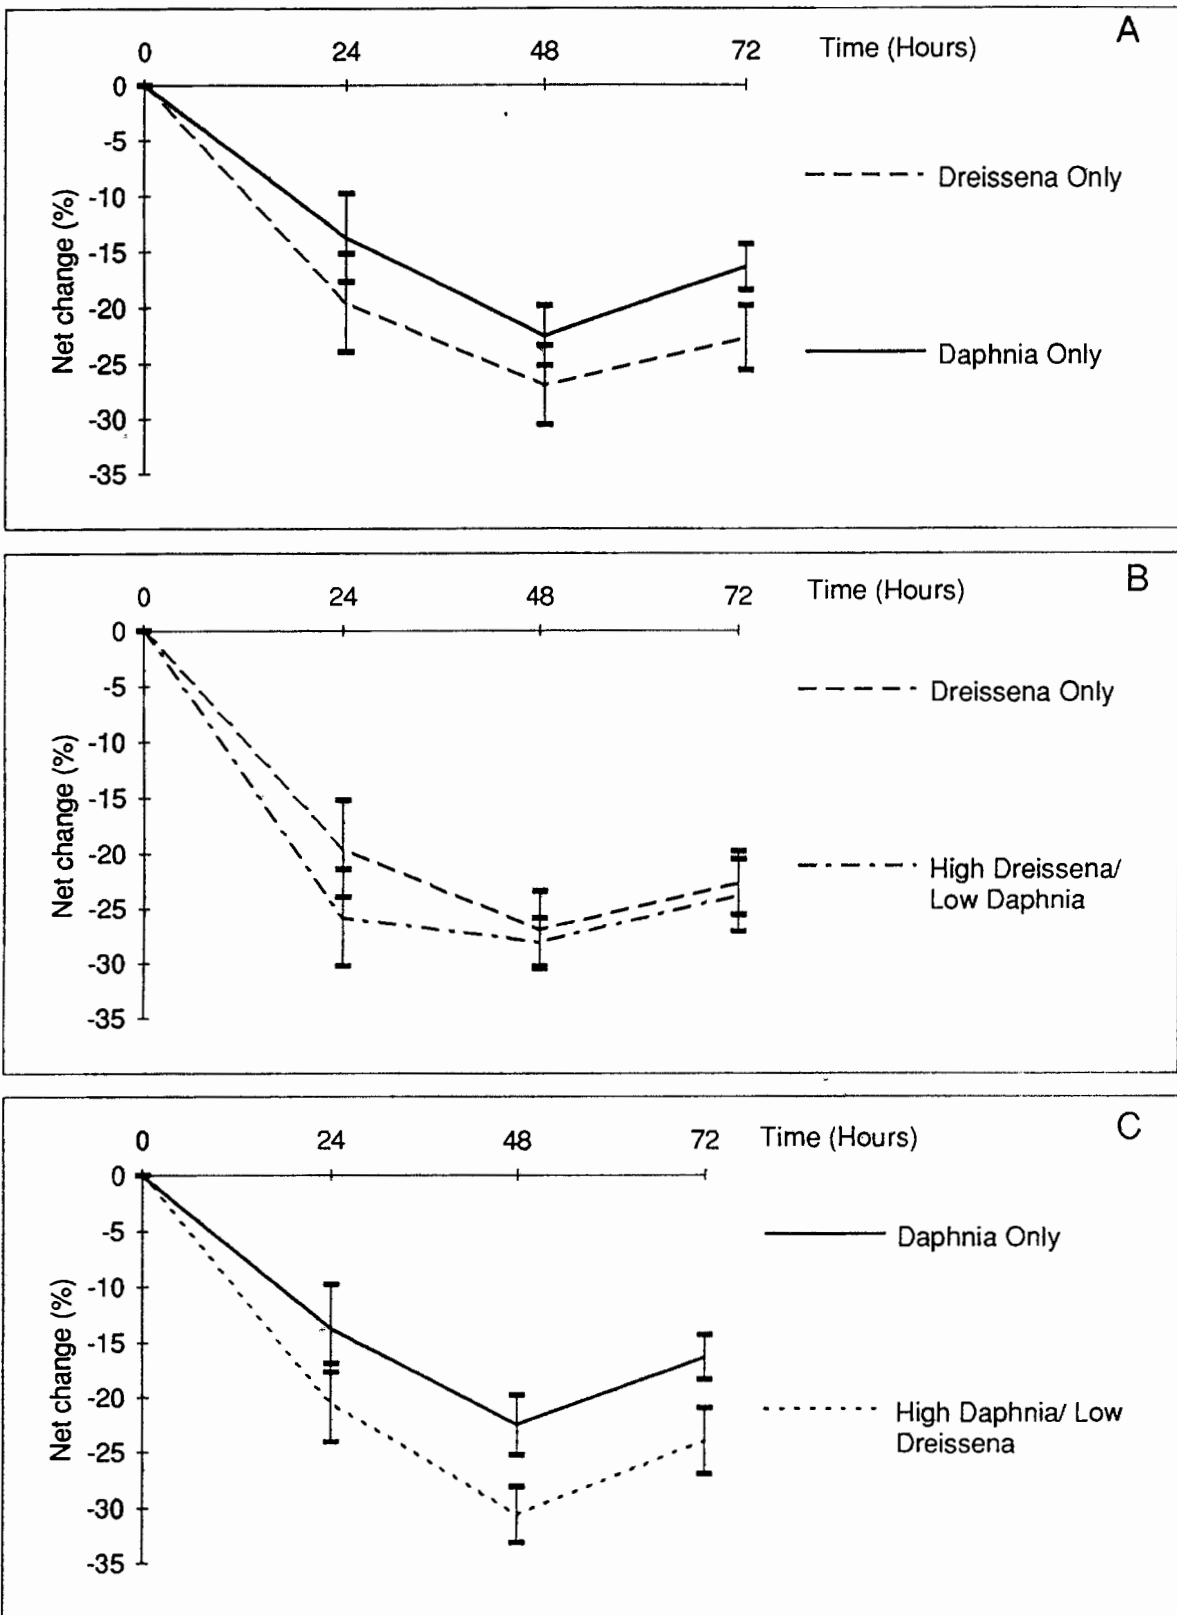 A
0 24 48 72 Time (Hours)
0
-5
-10
-15
-20
-25
-30
-35
Net change (%)
Dreissena Only
Daphnia Only
B
0 24 48 72 Time (Hours)
0
-5
-10
-15
-20
-25
-30
-35
Net change (%)
Dreissena Only
High Dreissena/
Low Daphnia
C
0 24 48 72 Time (Hours)
0
-5
-10
-15
-20
-25
-30
-35
Net change (%)
Daphnia Only
High Daphnia/ Low
Dreissena